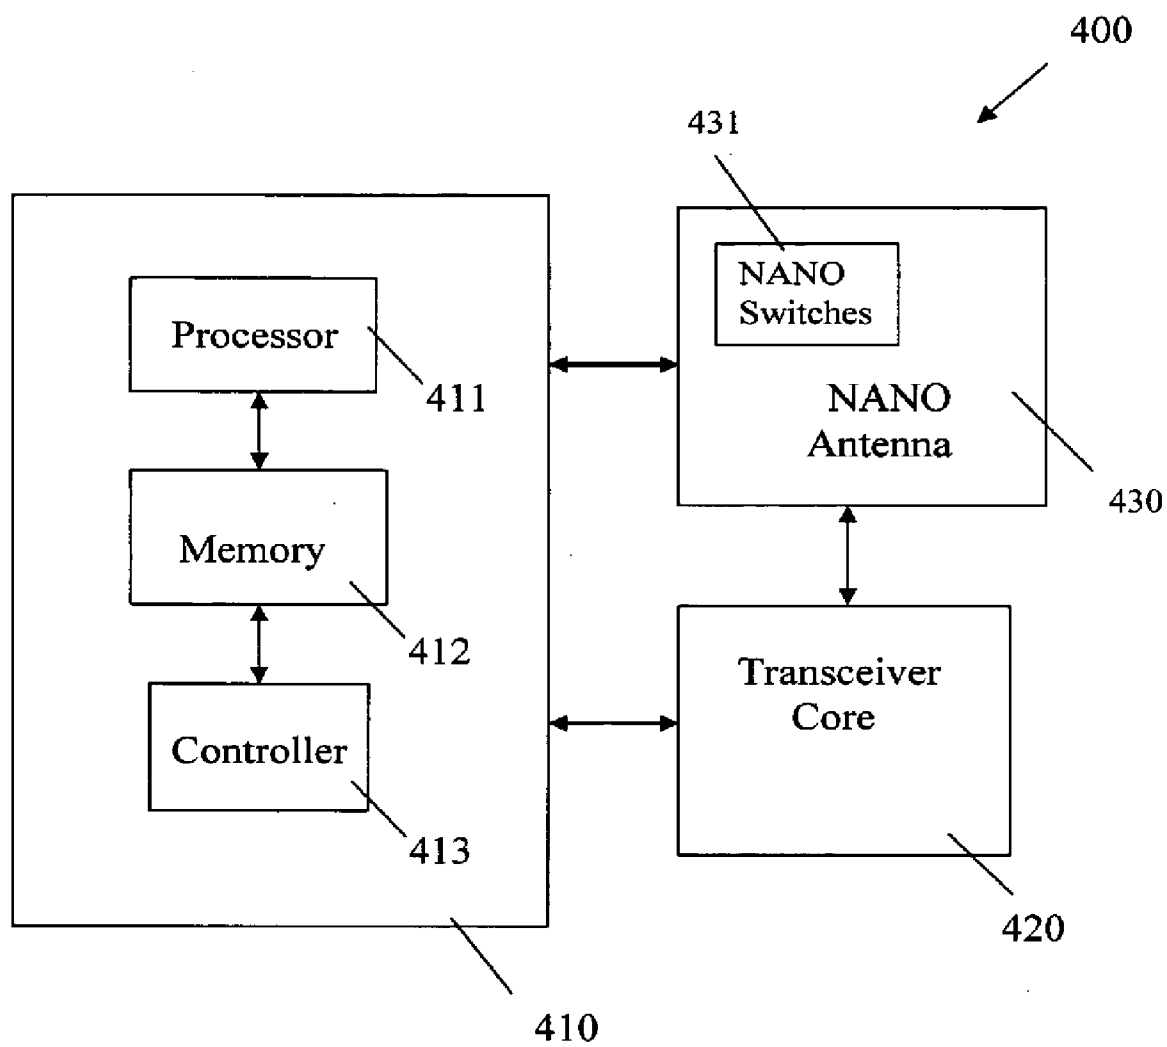 400
431
NANO
Switches
Processor
411
NANO
Antenna
430
Memory
412
Transceiver
Core
Controller
413
420
410